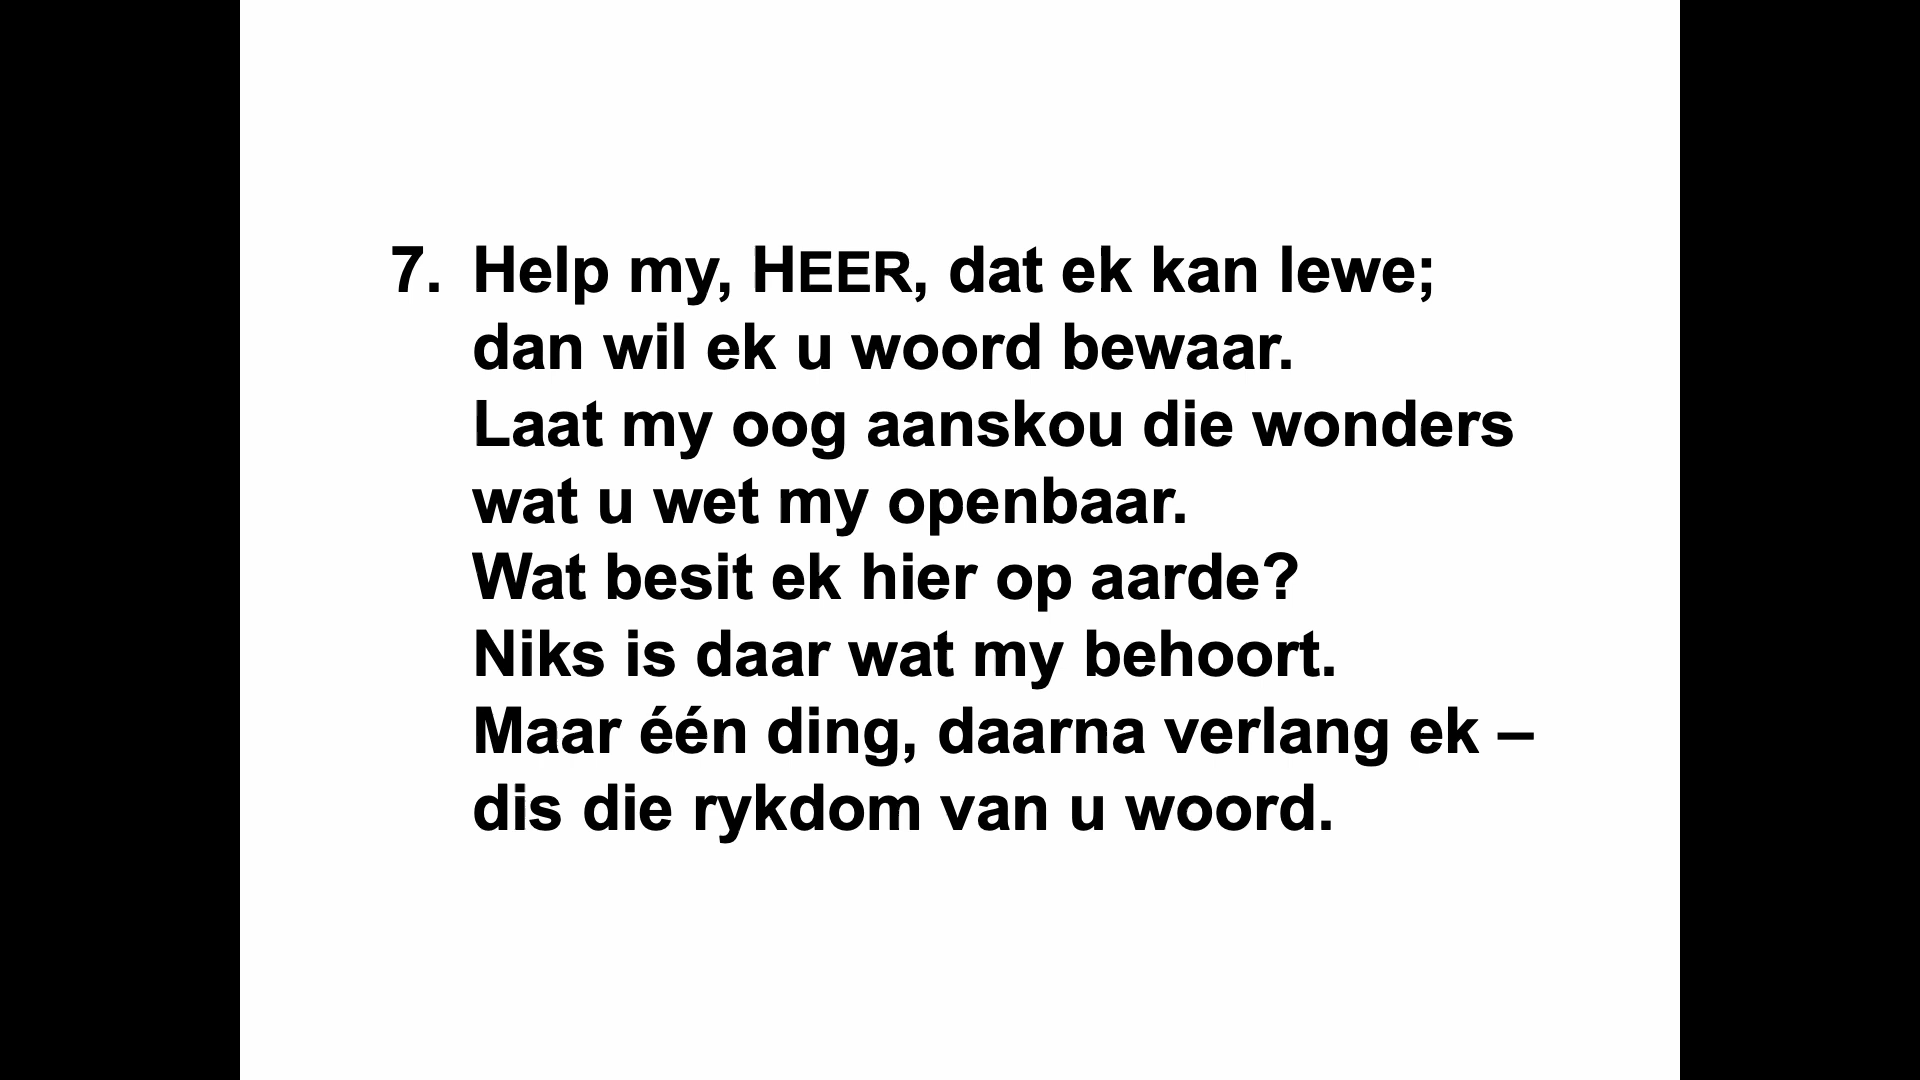 7. Help my, HEER, dat ek kan lewe;
dan wil ek u woord bewaar.
Laat my oog aanskou die wonders
wat u wet my openbaar.
Wat besit ek hier op aarde?
Niks is daar wat my behoort.
Maar één ding, daarna verlang ek –
dis die rykdom van u woord.